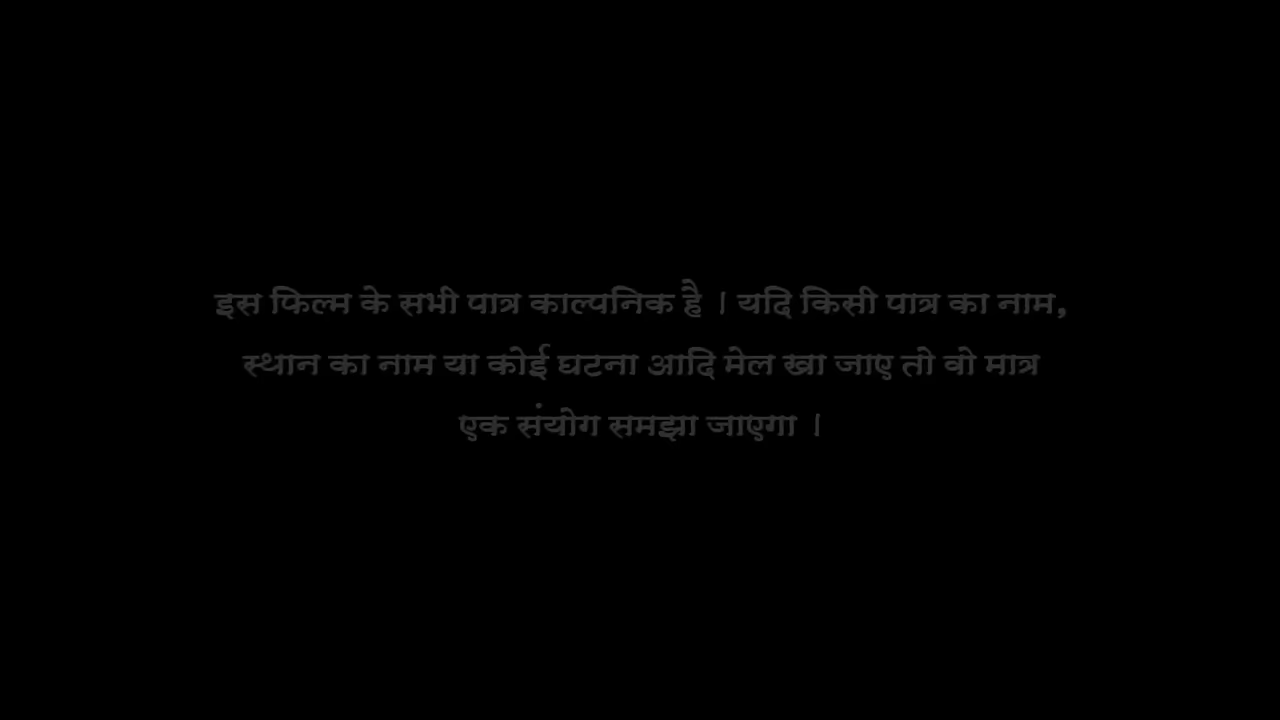 इस फिल्म के सभी पात्र काल्पनिक है । यदि किसी पात्र का नाम,
स्थान का नाम या कोई घटना आदि मेल खा जाए तो वो मात्र
एक संयोग समझा जाएगा ।